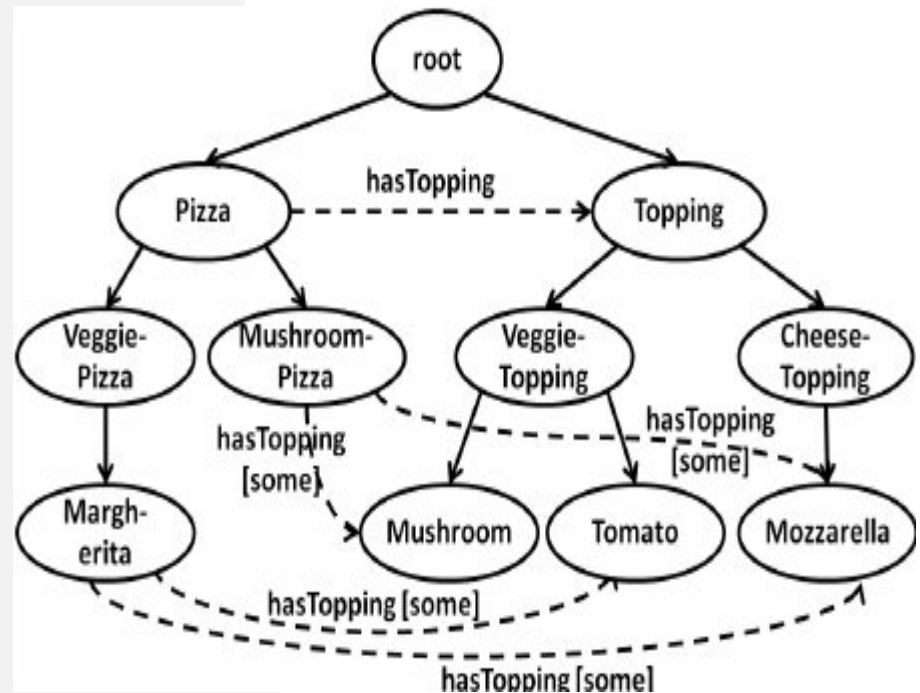 root
hasTopping
Pizza
Topping
Veggie-
Pizza
Mushroom-
Pizza
Veggie-
Topping
Cheese-
Topping
hasTopping
[some]
hasTopping
[some]
Margh-
erita
Mushroom
Tomato
Mozzarella
hasTopping [some]
hasTopping [some]